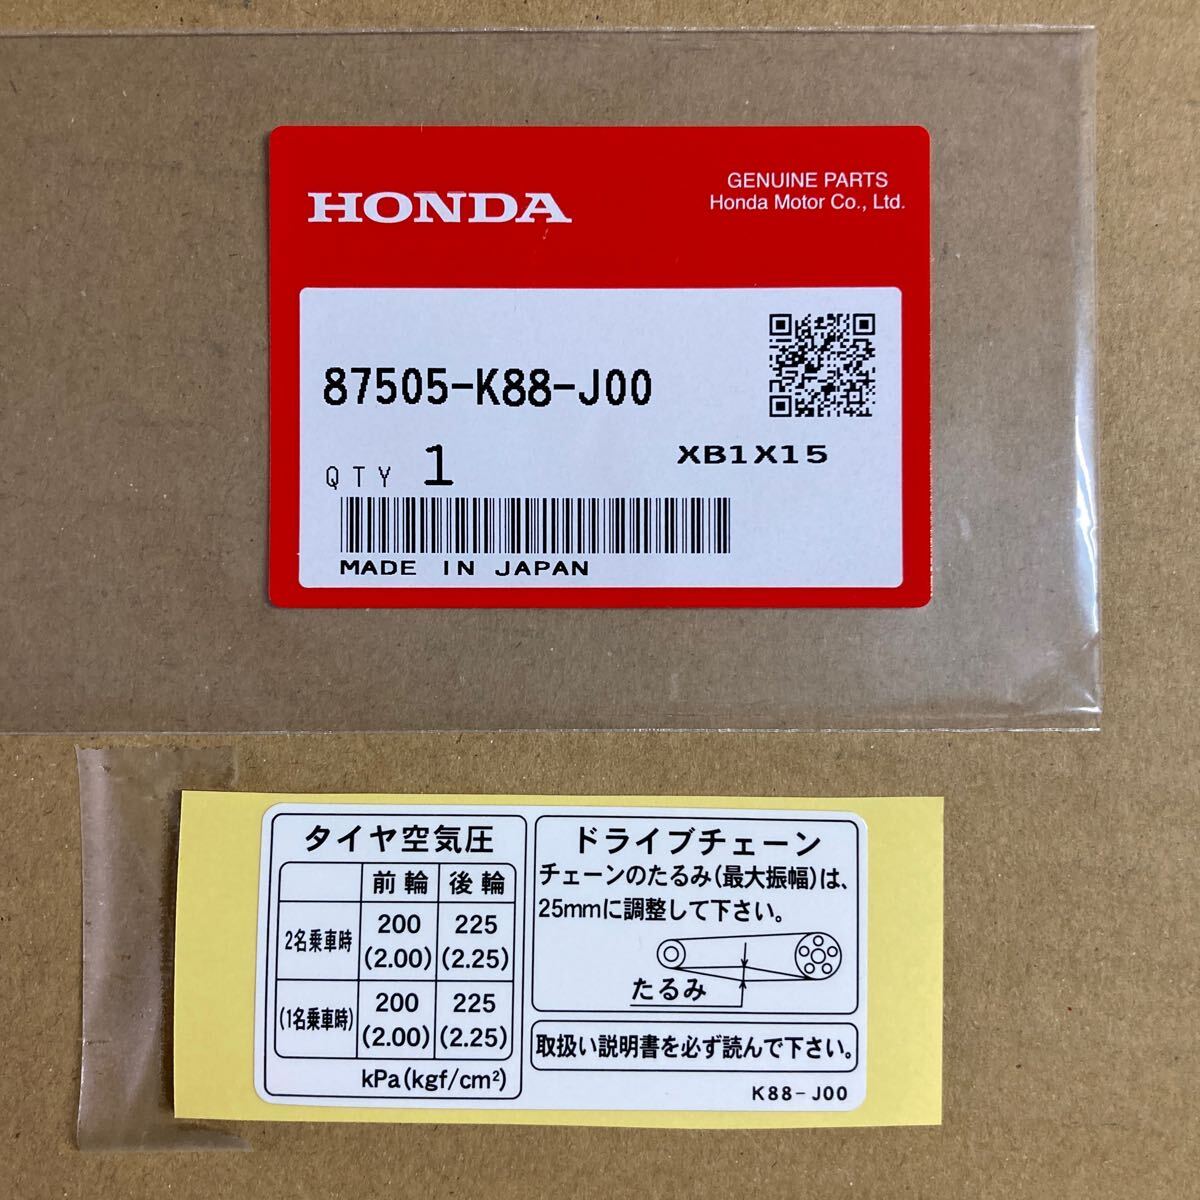 HONDA
GENUINE PARTS
Honda Motor Co., Ltd.
87505-K88-J00
QTY 1
XB1X15
MADE IN JAPAN
タイヤ空気圧
前輪 後輪
2名乗車時 200 (2.00) 225 (2.25)
(1名乗車時) 200 (2.00) 225 (2.25)
kPa(kgf/cm²)
ドライブチェーン
チェーンのたるみ(最大振幅)は、
25mmに調整して下さい。
たるみ
取扱い説明書を必ず読んで下さい。
K88-J00